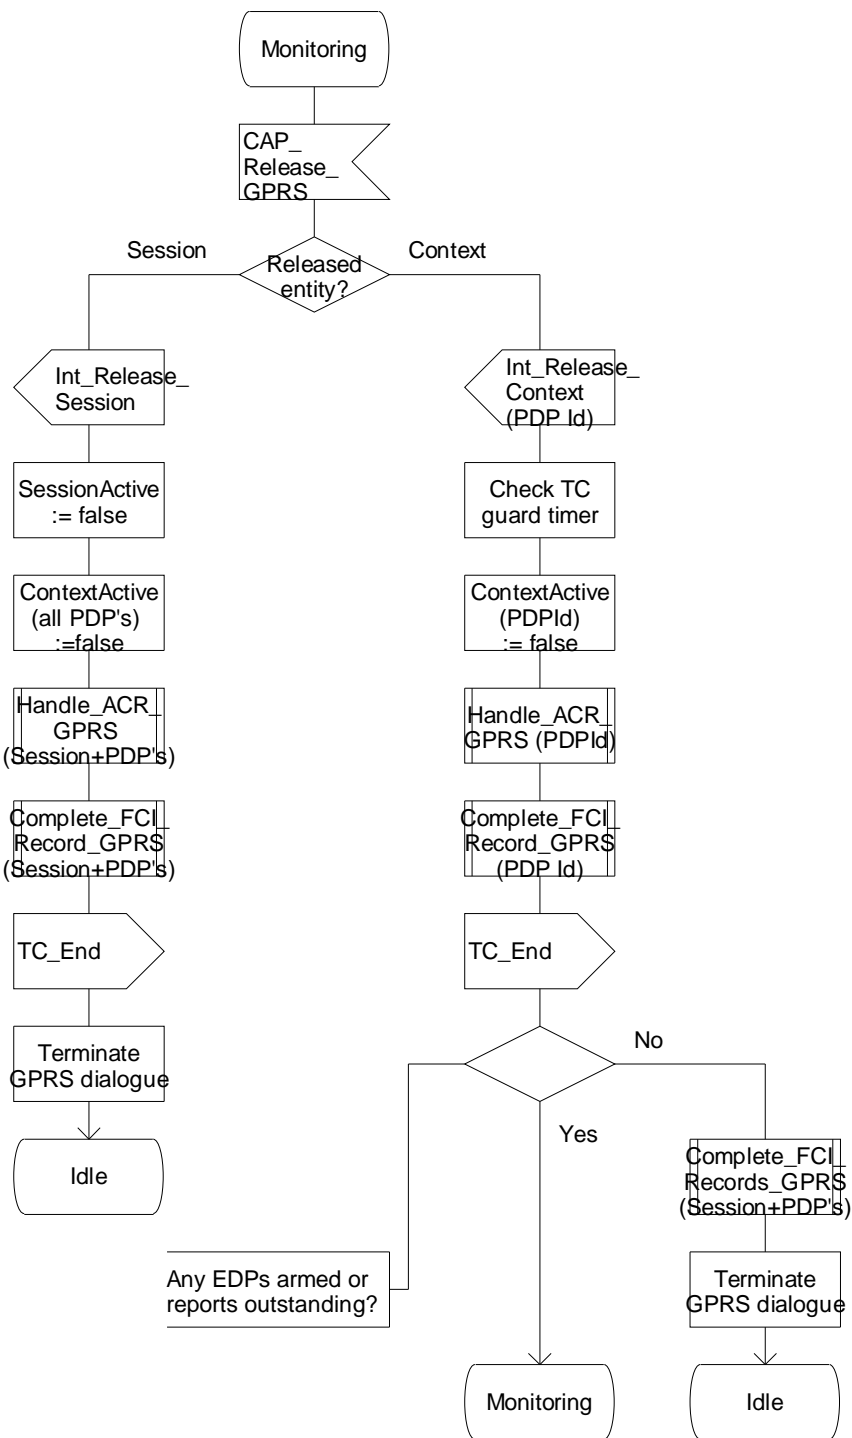 Monitoring
CAP_
Release_
GPRS
Session
Context
Released
entity?
Int_Release_
Session
Int_Release_
Context
(PDP Id)
SessionActive
:= false
Check TC
guard timer
ContextActive
(all PDP's)
:=false
ContextActive
(PDPId)
:= false
Handle_ACR_
GPRS
(Session+PDP's)
Handle_ACR_
GPRS (PDPId)
Complete_FCI_
Record_GPRS
(Session+PDP's)
Complete_FCI_
Record_GPRS
(PDP Id)
TC_End
TC_End
Terminate
GPRS dialogue
No
Yes
Idle
Complete_FCI_
Records_GPRS
(Session+PDP's)
Any EDPs armed or
reports outstanding?
Terminate
GPRS dialogue
Monitoring
Idle